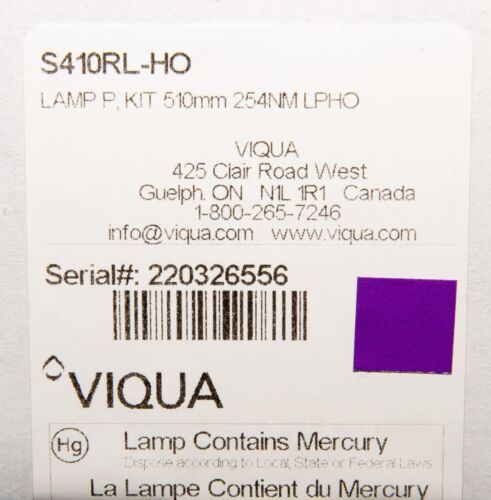 S410RL-HO
LAMP P, KIT 510mm 254NM LPHO
VIQUA
425 Clair Road West
Guelph. ON N1L 1R1 Canada
1-800-265-7246
info@viqua.com www.viqua.com
Serial#: 220326556
VIQUA
Hg Lamp Contains Mercury
Dispose according to Local, State or Federal Laws
La Lampe Contient du Mercury